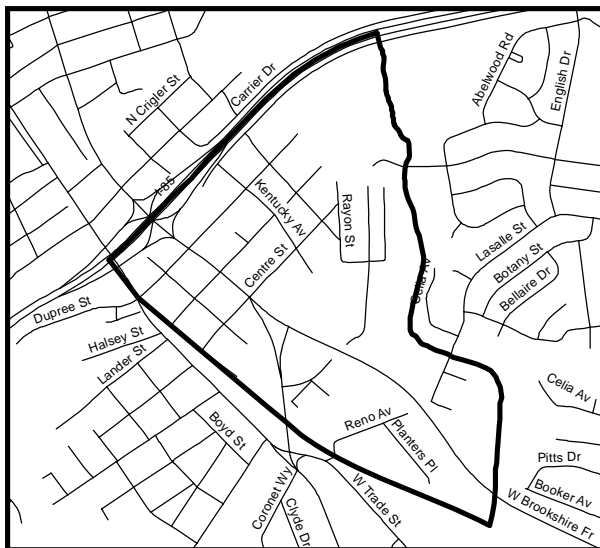 Abelwood Rd
English Dr
Carrier Dr
N Crigler St
I-85
Kentucky Av
Rayon St
Centre St
Lasalle St
Botany St
Bellaire Dr
Celia Av
Dupree St
Halsey St
Lander St
Celia Av
Boyd St
Reno Av
Planters Pl
Pitts Dr
Booker Av
W Brookshire Fr
W Trade St
Coronet Wy
Clyde Dr